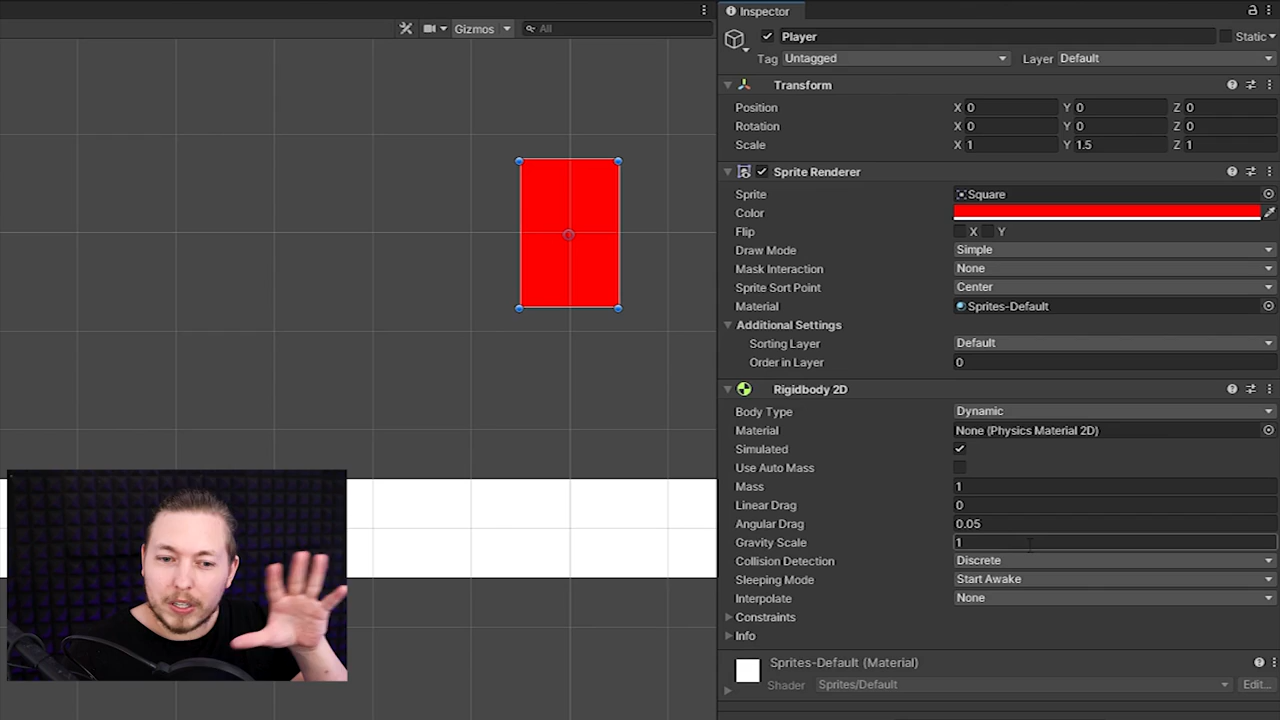 Gizmos
All
Inspector
Player
Static
Tag Untagged Layer Default
Transform
Position X 0 Y 0 Z 0
Rotation X 0 Y 0 Z 0
Scale X 1 Y 1.5 Z 1
Sprite Renderer
Sprite Square
Color
Flip X Y
Draw Mode Simple
Mask Interaction None
Sprite Sort Point Center
Material Sprites-Default
Additional Settings
Sorting Layer Default
Order in Layer 0
Rigidbody 2D
Body Type Dynamic
Material None (Physics Material 2D)
Simulated
Use Auto Mass
Mass 1
Linear Drag 0
Angular Drag 0.05
Gravity Scale 1
Collision Detection Discrete
Sleeping Mode Start Awake
Interpolate None
Constraints
Info
Sprites-Default (Material)
Shader Sprites/Default Edit...